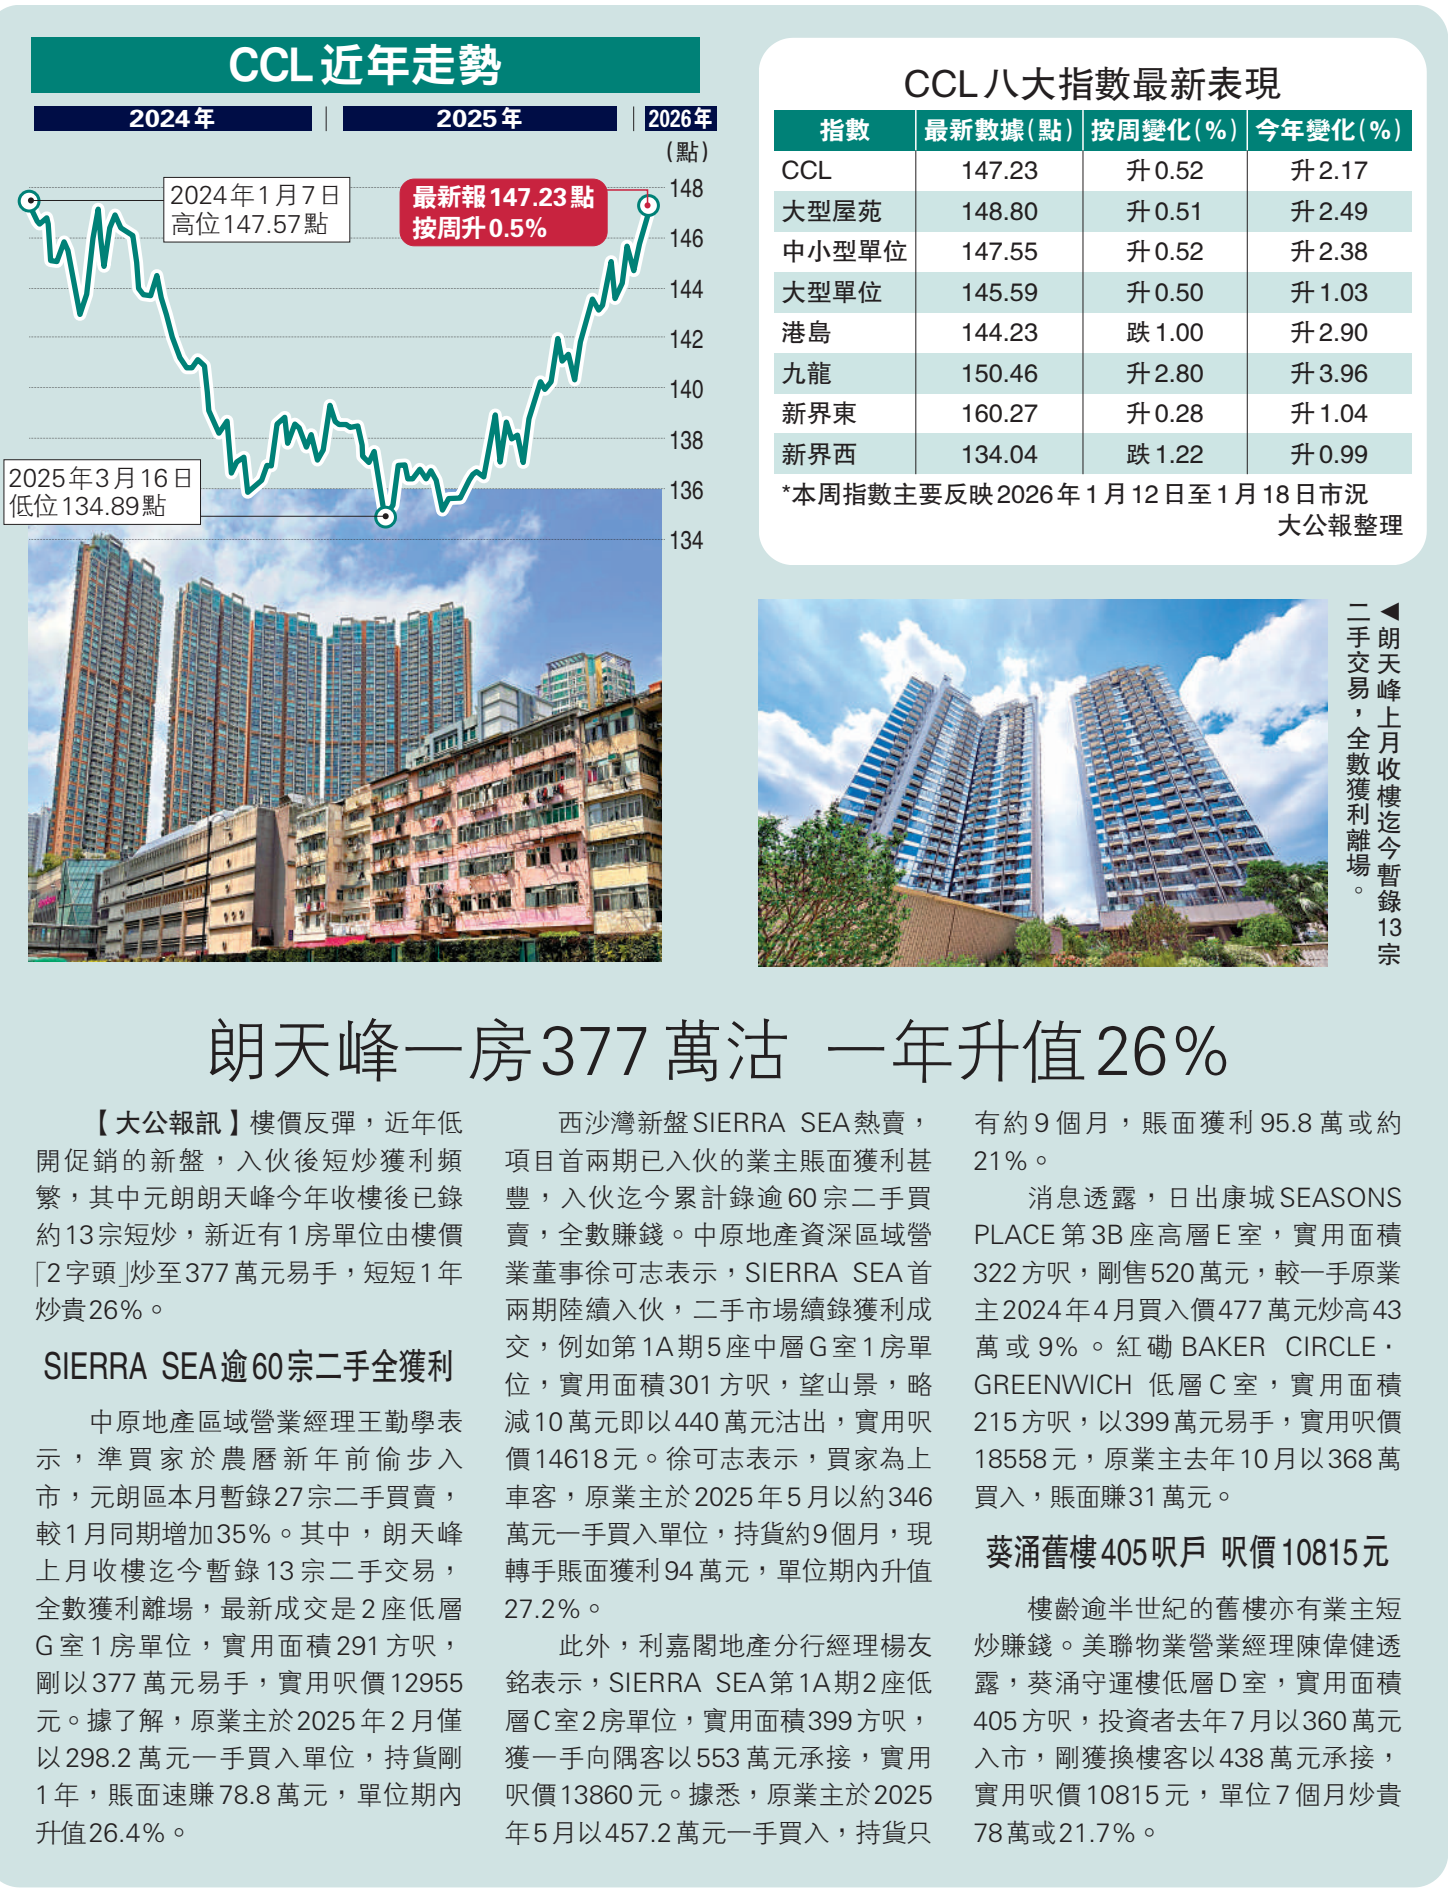 CCL近年走勢
2024年
2025年
2026年
(點)
2024年1月7日
高位147.57點
最新報147.23點
按周升0.5%
148
146
144
142
140
138
136
134
2025年3月16日
低位134.89點
CCL八大指數最新表現
指數 最新數據(點) 按周變化(%) 今年變化(%)
CCL 147.23 升0.52 升2.17
大型屋苑 148.80 升0.51 升2.49
中小型單位 147.55 升0.52 升2.38
大型單位 145.59 升0.50 升1.03
港島 144.23 跌1.00 升2.90
九龍 150.46 升2.80 升3.96
新界東 160.27 升0.28 升1.04
新界西 134.04 跌1.22 升0.99
*本周指數主要反映2026年1月12日至1月18日市況
大公報整理
◀朗天峰上月收樓迄今暫錄13宗
二手交易，全數獲利離場。
朗天峰一房377萬沽 一年升值26%
【大公報訊】樓價反彈，近年低
開促銷的新盤，入伙後短炒獲利頻
繁，其中元朗朗天峰今年收樓後已錄
約13宗短炒，新近有1房單位由樓價
「2字頭」炒至377萬元易手，短短1年
炒貴26%。
SIERRA SEA逾60宗二手全獲利
中原地產區域營業經理王勤學表
示，準買家於農曆新年前偷步入
市，元朗區本月暫錄27宗二手買賣，
較1月同期增加35%。其中，朗天峰
上月收樓迄今暫錄13宗二手交易，
全數獲利離場，最新成交是2座低層
G室1房單位，實用面積291方呎，
剛以377萬元易手，實用呎價12955
元。據了解，原業主於2025年2月僅
以298.2萬元一手買入單位，持貨剛
1年，賬面速賺78.8萬元，單位期內
升值26.4%。
西沙灣新盤SIERRA SEA熱賣，
項目首兩期已入伙的業主賬面獲利甚
豐，入伙迄今累計錄逾60宗二手買
賣，全數賺錢。中原地產資深區域營
業董事徐可志表示，SIERRA SEA首
兩期陸續入伙，二手市場續錄獲利成
交，例如第1A期5座中層G室1房單
位，實用面積301方呎，望山景，略
減10萬元即以440萬元沽出，實用呎
價14618元。徐可志表示，買家為上
車客，原業主於2025年5月以約346
萬元一手買入單位，持貨約9個月，現
轉手賬面獲利94萬元，單位期內升值
27.2%。
此外，利嘉閣地產分行經理楊友
銘表示，SIERRA SEA第1A期2座低
層C室2房單位，實用面積399方呎，
獲一手向隅客以553萬元承接，實用
呎價13860元。據悉，原業主於2025
年5月以457.2萬元一手買入，持貨只
有約9個月，賬面獲利95.8萬或約
21%。
消息透露，日出康城SEASONS
PLACE第3B座高層E室，實用面積
322方呎，剛售520萬元，較一手原業
主2024年4月買入價477萬元炒高43
萬或9%。紅磡BAKER CIRCLE·
GREENWICH低層C室，實用面積
215方呎，以399萬元易手，實用呎價
18558元，原業主去年10月以368萬
買入，賬面賺31萬元。
葵涌舊樓405呎戶 呎價10815元
樓齡逾半世紀的舊樓亦有業主短
炒賺錢。美聯物業營業經理陳偉健透
露，葵涌守運樓低層D室，實用面積
405方呎，投資者去年7月以360萬元
入市，剛獲換樓客以438萬元承接，
實用呎價10815元，單位7個月炒貴
78萬或21.7%。